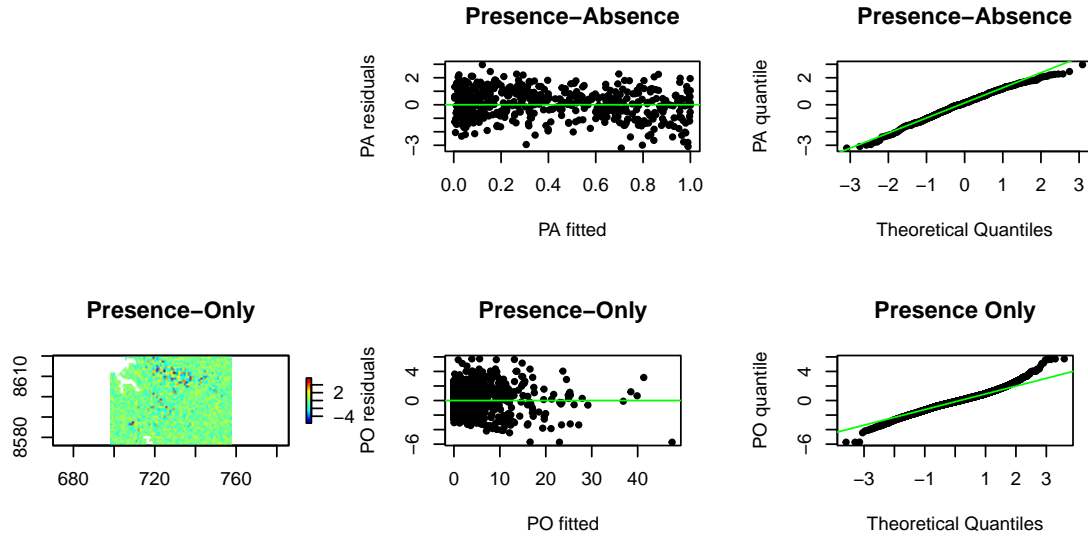 Presence−Absence
Presence−Absence
PA residuals
2
0
−3
0.0 0.2 0.4 0.6 0.8 1.0
PA fitted
PA quantile
2
0
−3
−3 −2 −1 0 1 2 3
Theoretical Quantiles
Presence−Only
Presence−Only
Presence Only
8610
8580
680 720 760
2
−4
PO residuals
4
0
−6
0 10 20 30 40
PO fitted
PO quantile
4
0
−6
−3 −1 1 2 3
Theoretical Quantiles